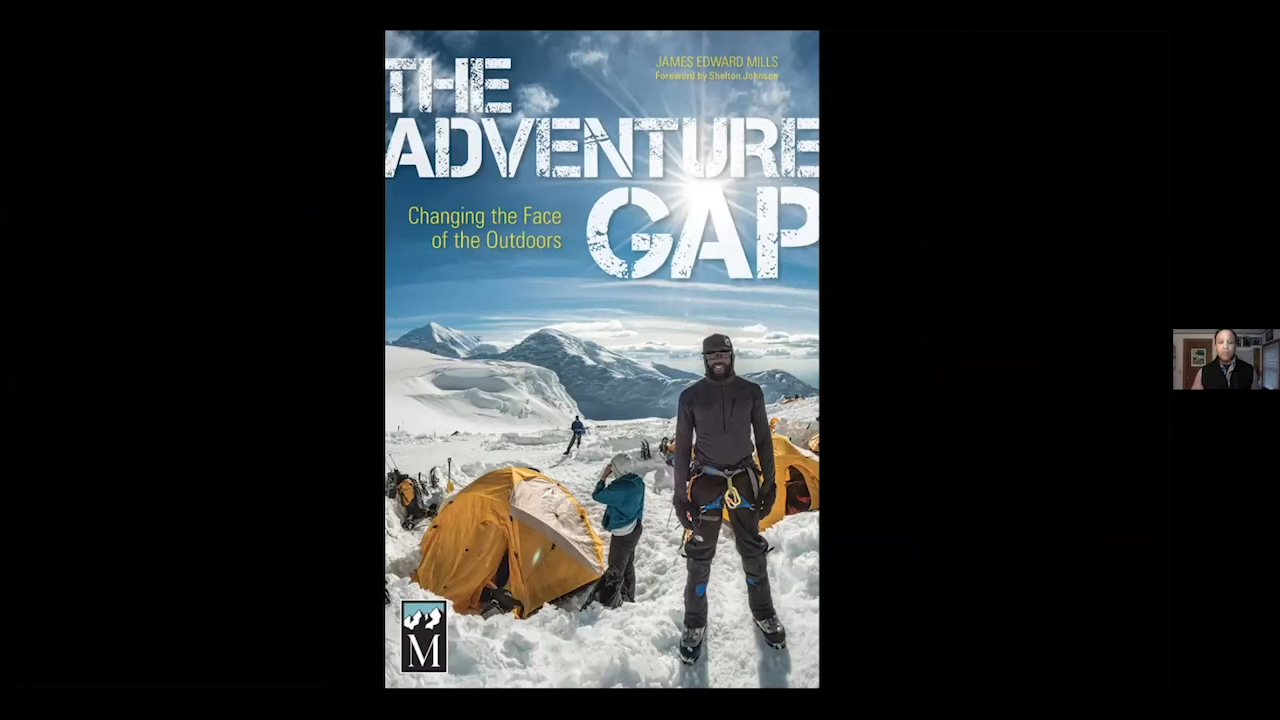 THE
ADVENTURE
GAP
JAMES EDWARD MILLS
Foreword by Shelton Johnson
Changing the Face
of the Outdoors
M